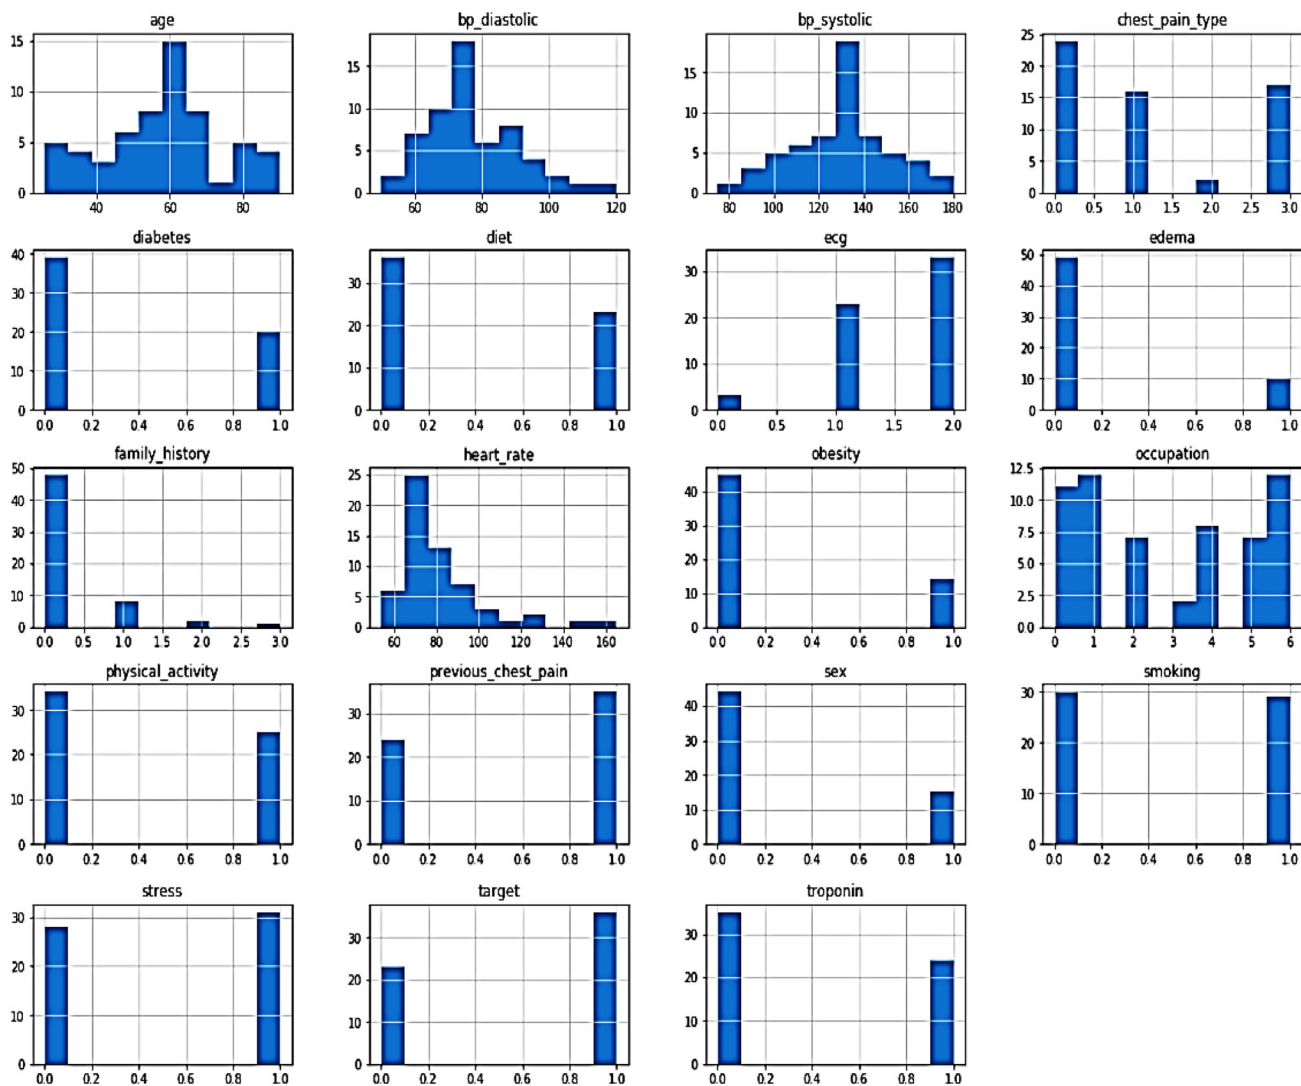 age bp_diastolic bp_systolic chest_pain_type
15 10 5 0 40 60 80
15 10 5 0 60 80 100 120
15 10 5 0 80 100 120 140 160 180
25 20 15 10 5 0 0.0 0.5 1.0 1.5 2.0 2.5 3.0
diabetes diet ecg edema
40 30 20 10 0 0.0 0.2 0.4 0.6 0.8 1.0
30 20 10 0 0.0 0.2 0.4 0.6 0.8 1.0
30 20 10 0 0.0 0.5 1.0 1.5 2.0
50 40 30 20 10 0 0.0 0.2 0.4 0.6 0.8 1.0
family_history heart_rate obesity occupation
50 40 30 20 10 0 0.0 0.5 1.0 1.5 2.0 2.5 3.0
25 20 15 10 5 0 60 80 100 120 140 160
40 30 20 10 0 0.0 0.2 0.4 0.6 0.8 1.0
12.5 10.0 7.5 5.0 2.5 0.0 0 1 2 3 4 5 6
physical_activity previous_chest_pain sex smoking
30 20 10 0 0.0 0.2 0.4 0.6 0.8 1.0
30 20 10 0 0.0 0.2 0.4 0.6 0.8 1.0
40 30 20 10 0 0.0 0.2 0.4 0.6 0.8 1.0
30 20 10 0 0.0 0.2 0.4 0.6 0.8 1.0
stress target troponin
30 20 10 0 0.0 0.2 0.4 0.6 0.8 1.0
30 20 10 0 0.0 0.2 0.4 0.6 0.8 1.0
30 20 10 0 0.0 0.2 0.4 0.6 0.8 1.0